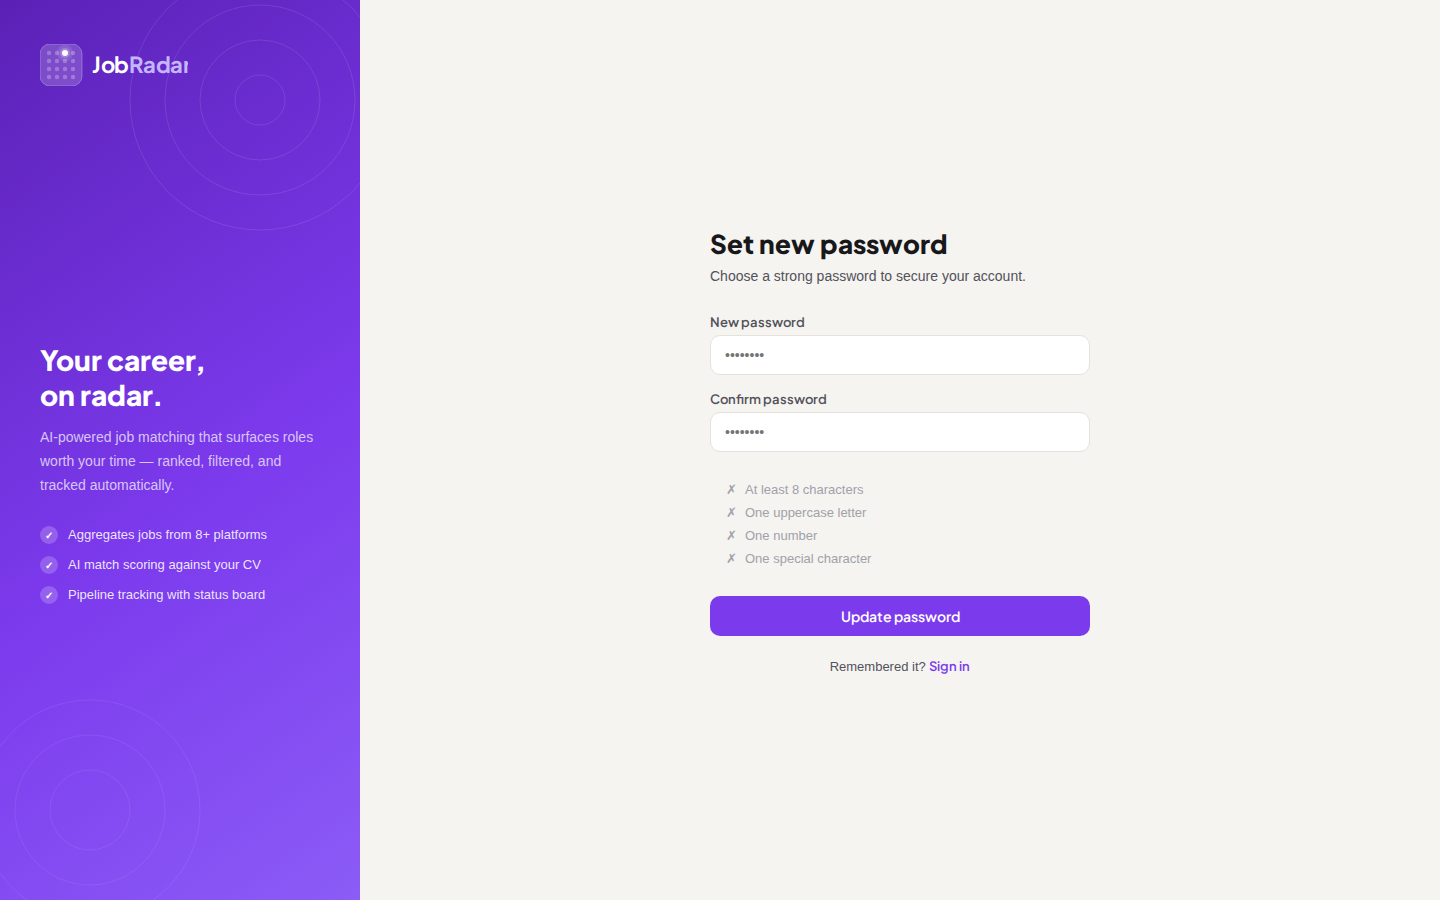 JobRadar
Your career,
on radar.
AI-powered job matching that surfaces roles
worth your time — ranked, filtered, and
tracked automatically.
✓ Aggregates jobs from 8+ platforms
✓ AI match scoring against your CV
✓ Pipeline tracking with status board
Set new password
Choose a strong password to secure your account.
New password
••••••••
Confirm password
••••••••
✗ At least 8 characters
✗ One uppercase letter
✗ One number
✗ One special character
Update password
Remembered it? Sign in